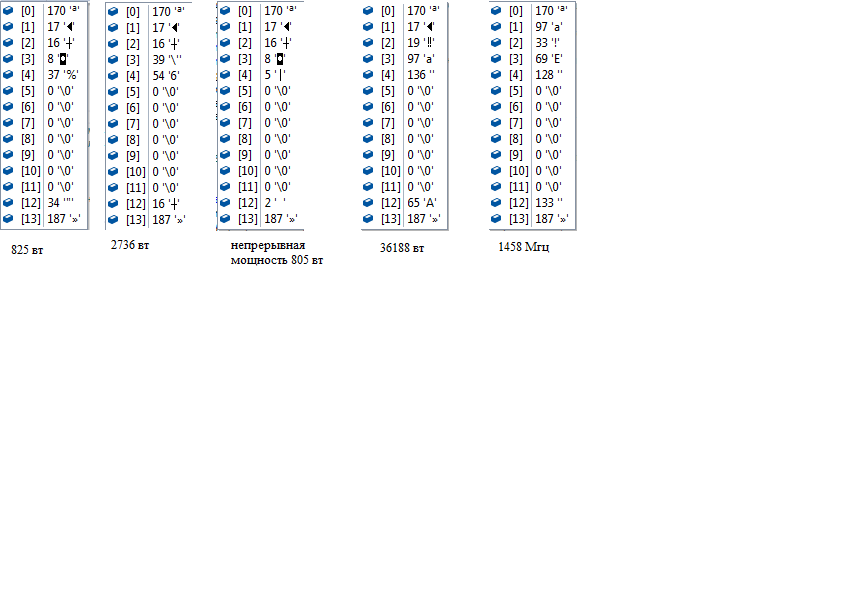 [0] 170 'ª'
[1] 17 '◄'
[2] 16 '┼'
[3] 8 '◘'
[4] 37 '%'
[5] 0 '\0'
[6] 0 '\0'
[7] 0 '\0'
[8] 0 '\0'
[9] 0 '\0'
[10] 0 '\0'
[11] 0 '\0'
[12] 34 '"'
[13] 187 '»'
825 вт
[0] 170 'ª'
[1] 17 '◄'
[2] 16 '┼'
[3] 39 '\''
[4] 54 '6'
[5] 0 '\0'
[6] 0 '\0'
[7] 0 '\0'
[8] 0 '\0'
[9] 0 '\0'
[10] 0 '\0'
[11] 0 '\0'
[12] 16 '┼'
[13] 187 '»'
2736 вт
[0] 170 'ª'
[1] 17 '◄'
[2] 16 '┼'
[3] 8 '◘'
[4] 5 '|'
[5] 0 '\0'
[6] 0 '\0'
[7] 0 '\0'
[8] 0 '\0'
[9] 0 '\0'
[10] 0 '\0'
[11] 0 '\0'
[12] 2 ' '
[13] 187 '»'
непрерывная
мощность 805 вт
[0] 170 'ª'
[1] 17 '◄'
[2] 19 '‼'
[3] 97 'a'
[4] 136 ''
[5] 0 '\0'
[6] 0 '\0'
[7] 0 '\0'
[8] 0 '\0'
[9] 0 '\0'
[10] 0 '\0'
[11] 0 '\0'
[12] 65 'A'
[13] 187 '»'
36188 вт
[0] 170 'ª'
[1] 97 'a'
[2] 33 '!'
[3] 69 'E'
[4] 128 ''
[5] 0 '\0'
[6] 0 '\0'
[7] 0 '\0'
[8] 0 '\0'
[9] 0 '\0'
[10] 0 '\0'
[11] 0 '\0'
[12] 133 ''
[13] 187 '»'
1458 Мгц